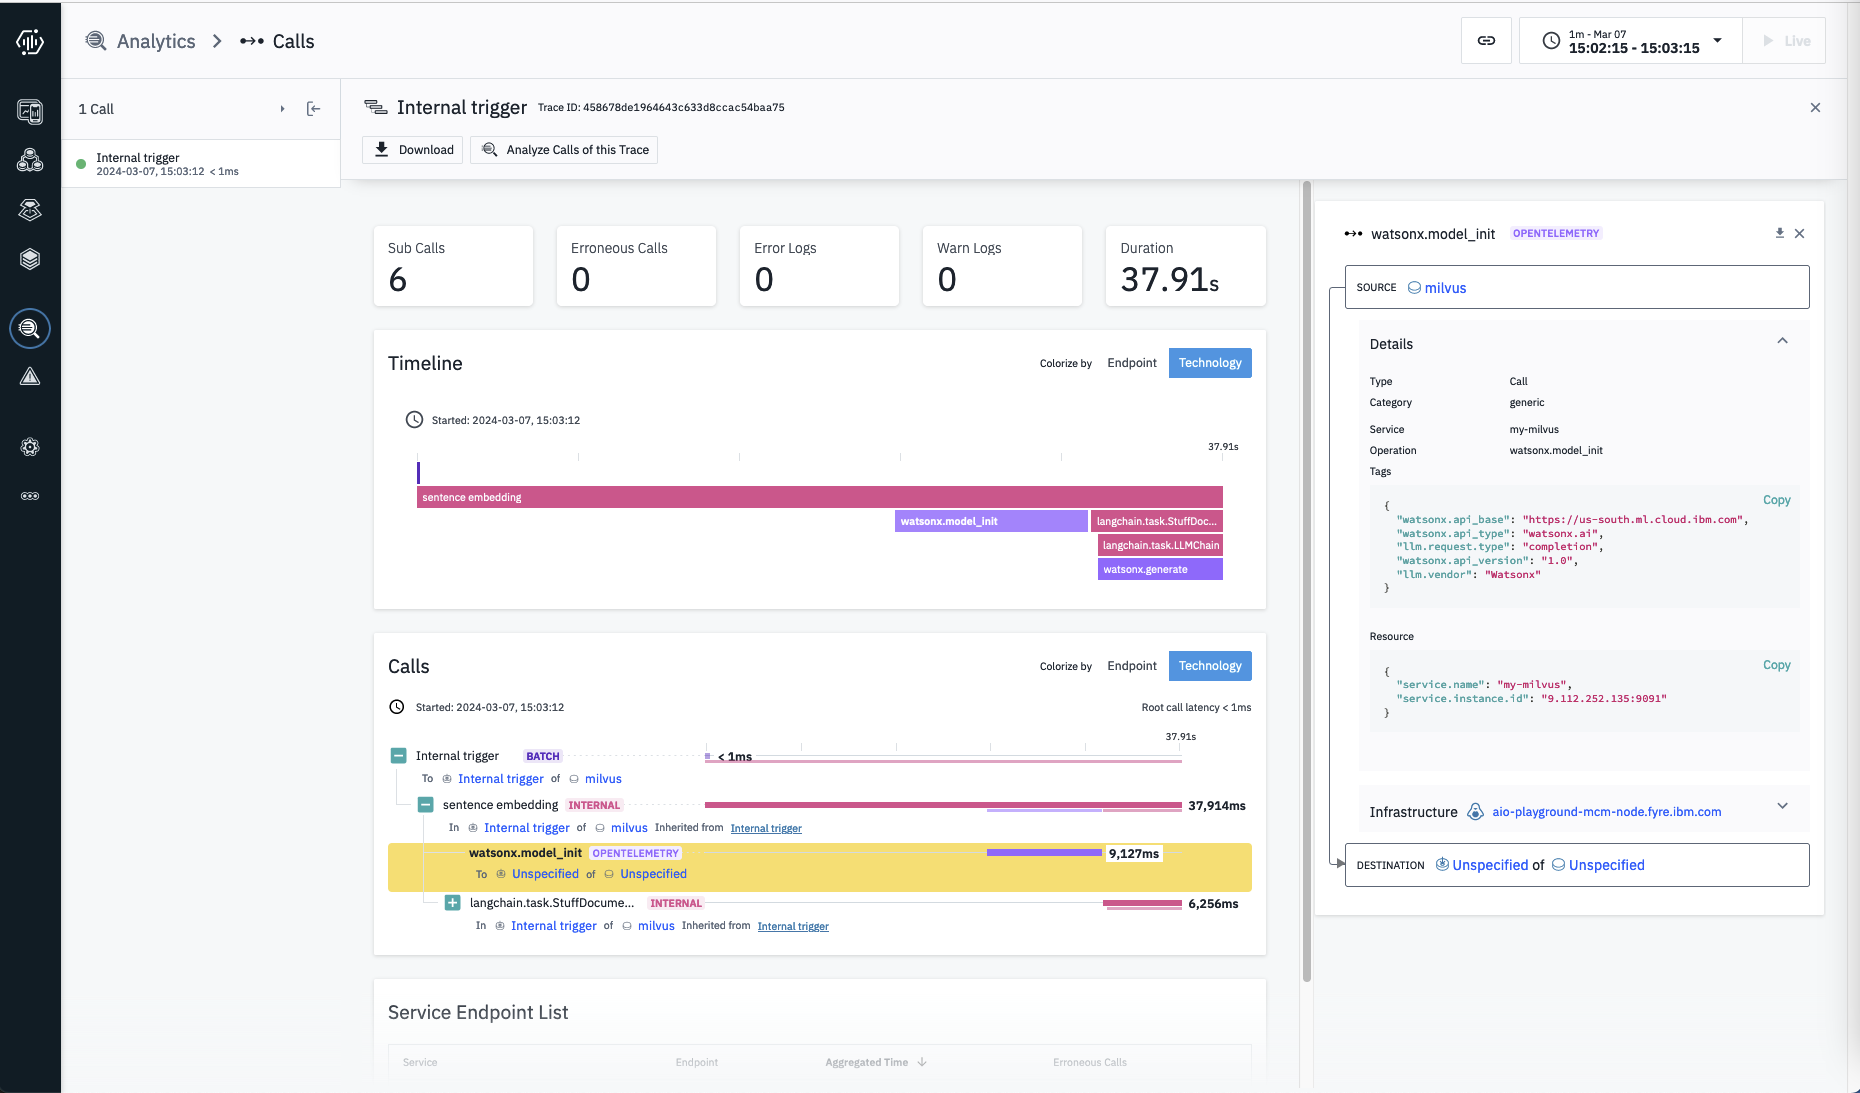 Analytics > Calls
1m - Mar 07
15:02:15 - 15:03:15
Live
1 Call
Internal trigger
2024-03-07, 15:03:12 < 1ms
Internal trigger Trace ID: 458678de1964643c633d8ccac54baa75
Download Analyze Calls of this Trace
Sub Calls
6
Erroneous Calls
0
Error Logs
0
Warn Logs
0
Duration
37.91s
Timeline
Colorize by Endpoint Technology
Started: 2024-03-07, 15:03:12
37.91s
sentence embedding
watsonx.model_init langchain.task.StuffDoc...
langchain.task.LLMChain
watsonx.generate
Calls
Colorize by Endpoint Technology
Started: 2024-03-07, 15:03:12 Root call latency < 1ms
37.91s
Internal trigger BATCH < 1ms
To Internal trigger of milvus
sentence embedding INTERNAL 37,914ms
In Internal trigger of milvus Inherited from Internal trigger
watsonx.model_init OPENTELEMETRY 9,127ms
To Unspecified of Unspecified
langchain.task.StuffDocume... INTERNAL 6,256ms
In Internal trigger of milvus Inherited from Internal trigger
Service Endpoint List
Service Endpoint Aggregated Time Erroneous Calls
watsonx.model_init OPENTELEMETRY
SOURCE milvus
Details
Type Call
Category generic
Service my-milvus
Operation watsonx.model_init
Tags
Copy
{
"watsonx.api_base": "https://us-south.ml.cloud.ibm.com",
"watsonx.api_type": "watsonx.ai",
"llm.request.type": "completion",
"watsonx.api_version": "1.0",
"llm.vendor": "Watsonx"
}
Resource
Copy
{
"service.name": "my-milvus",
"service.instance.id": "9.112.252.135:9091"
}
Infrastructure aio-playground-mcm-node.fyre.ibm.com
DESTINATION Unspecified of Unspecified